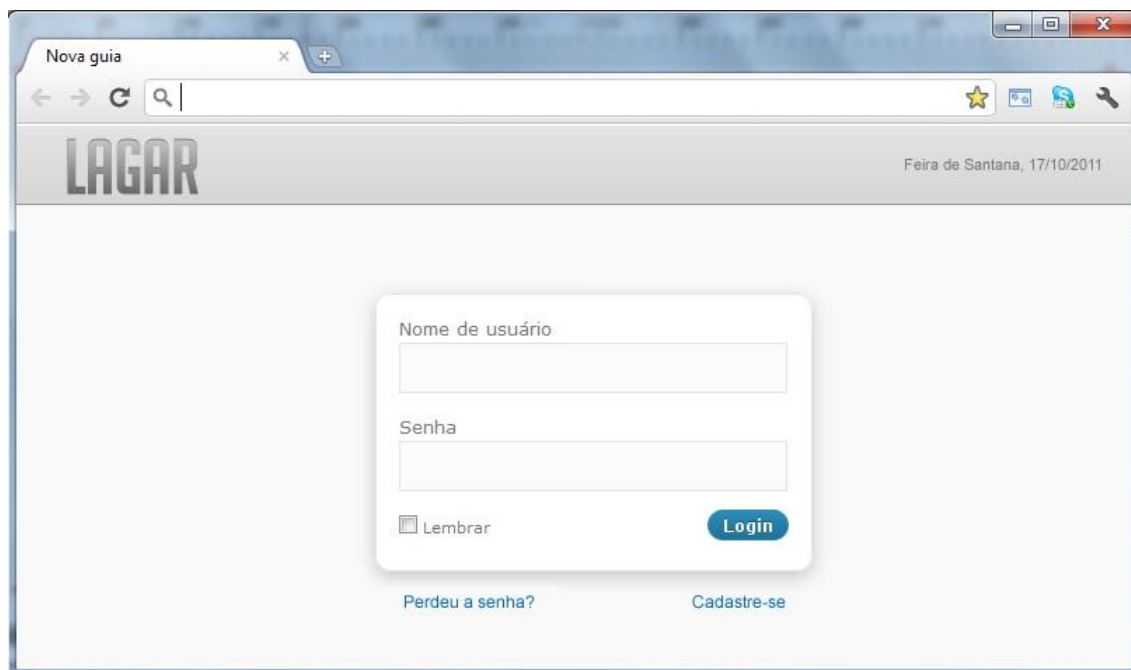 Nova guia
LAGAR
Feira de Santana, 17/10/2011
Nome de usuário
Senha
Lembrar
Login
Perdeu a senha?
Cadastre-se